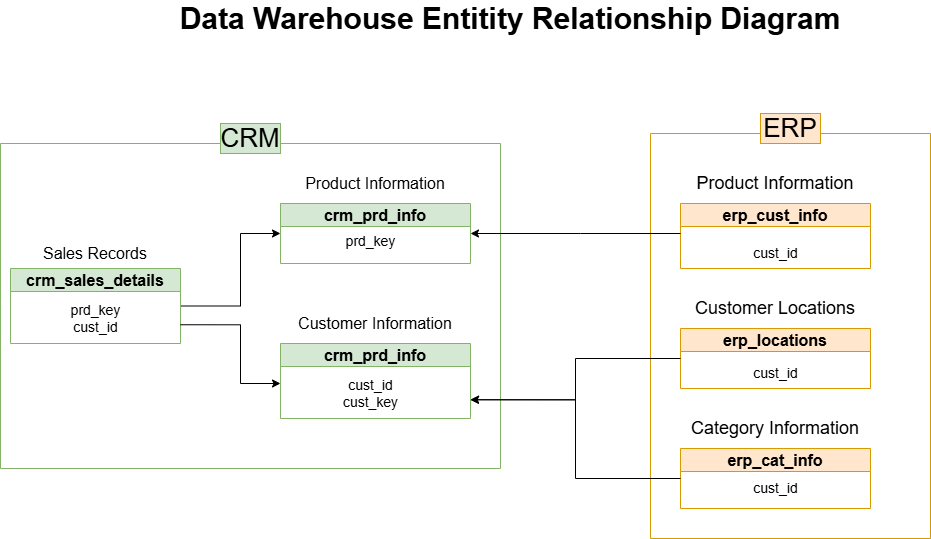 Data Warehouse Entitity Relationship Diagram
CRM
Sales Records
crm_sales_details
prd_key
cust_id
Product Information
crm_prd_info
prd_key
Customer Information
crm_prd_info
cust_id
cust_key
ERP
Product Information
erp_cust_info
cust_id
Customer Locations
erp_locations
cust_id
Category Information
erp_cat_info
cust_id